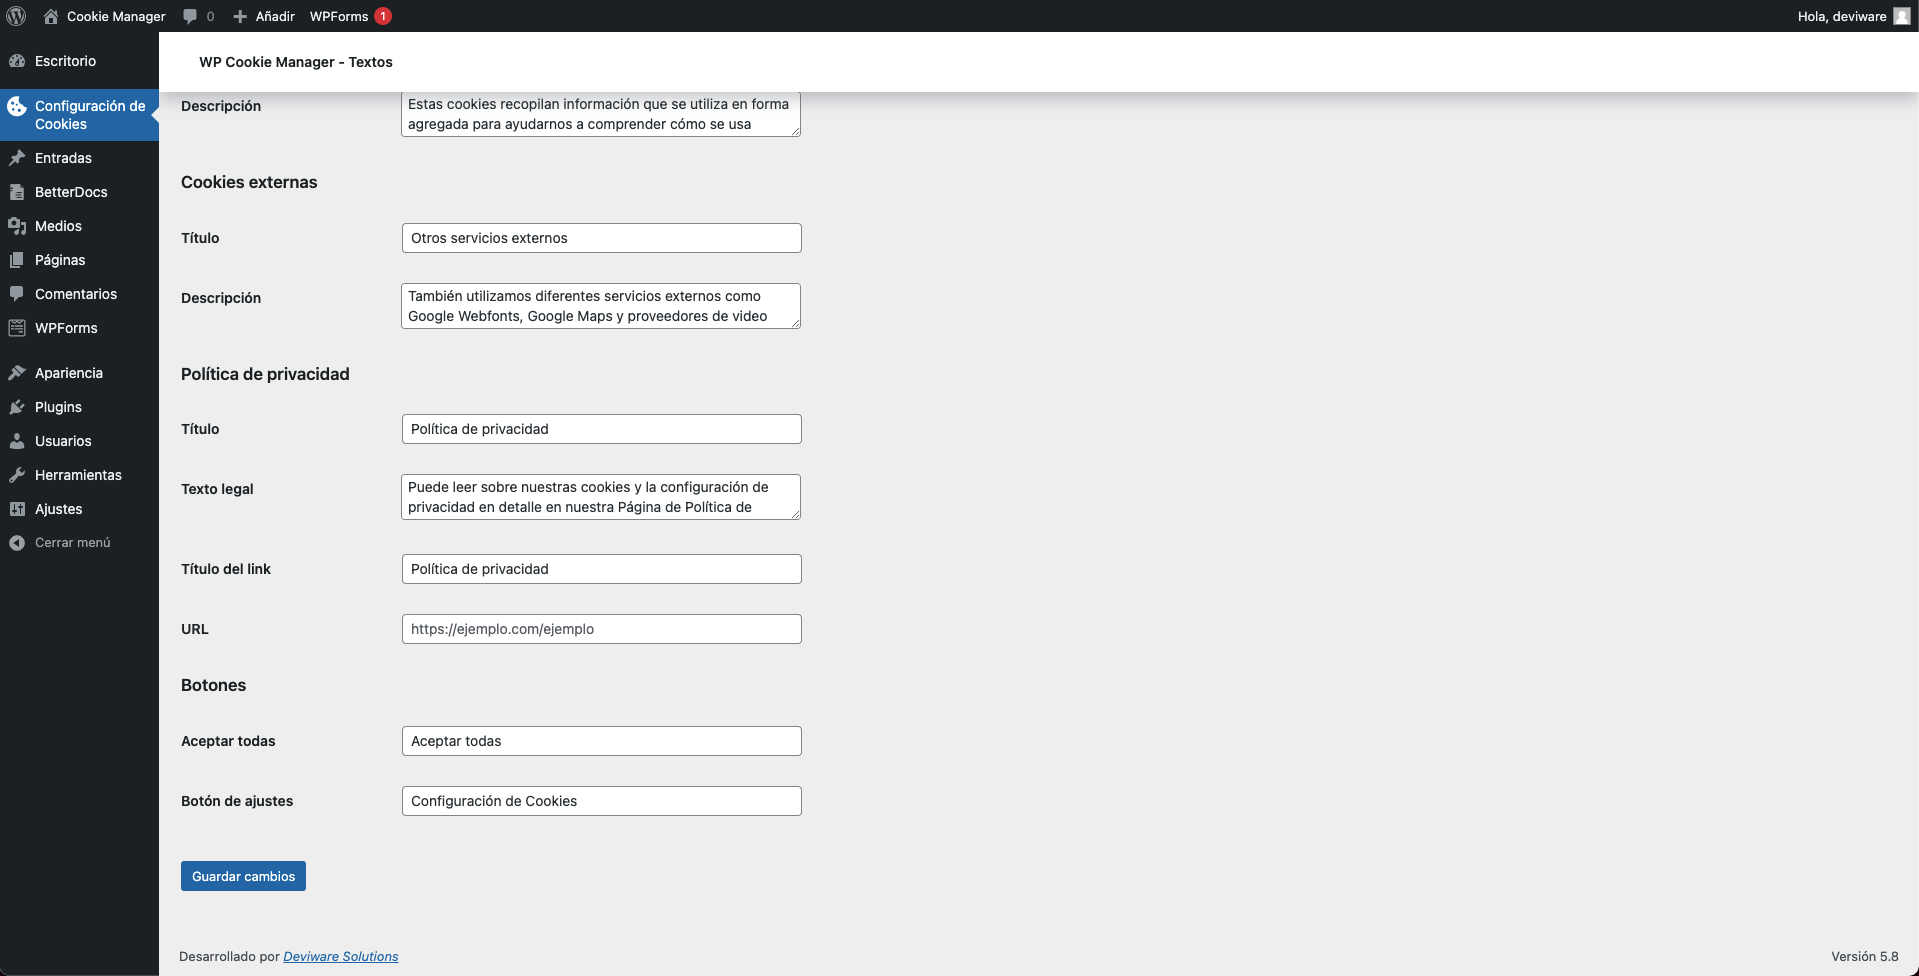 Cookie Manager 0 Añadir WPForms 1 Hola, deviware
WP Cookie Manager - Textos
Escritorio
Configuración de
Cookies
Entradas
BetterDocs
Medios
Páginas
Comentarios
WPForms
Apariencia
Plugins
Usuarios
Herramientas
Ajustes
Cerrar menú
Descripción
Estas cookies recopilan información que se utiliza en forma
agregada para ayudarnos a comprender cómo se usa
Cookies externas
Título
Otros servicios externos
Descripción
También utilizamos diferentes servicios externos como
Google Webfonts, Google Maps y proveedores de video
Política de privacidad
Título
Política de privacidad
Texto legal
Puede leer sobre nuestras cookies y la configuración de
privacidad en detalle en nuestra Página de Política de
Título del link
Política de privacidad
URL
https://ejemplo.com/ejemplo
Botones
Aceptar todas
Aceptar todas
Botón de ajustes
Configuración de Cookies
Guardar cambios
Desarrollado por Deviware Solutions
Versión 5.8